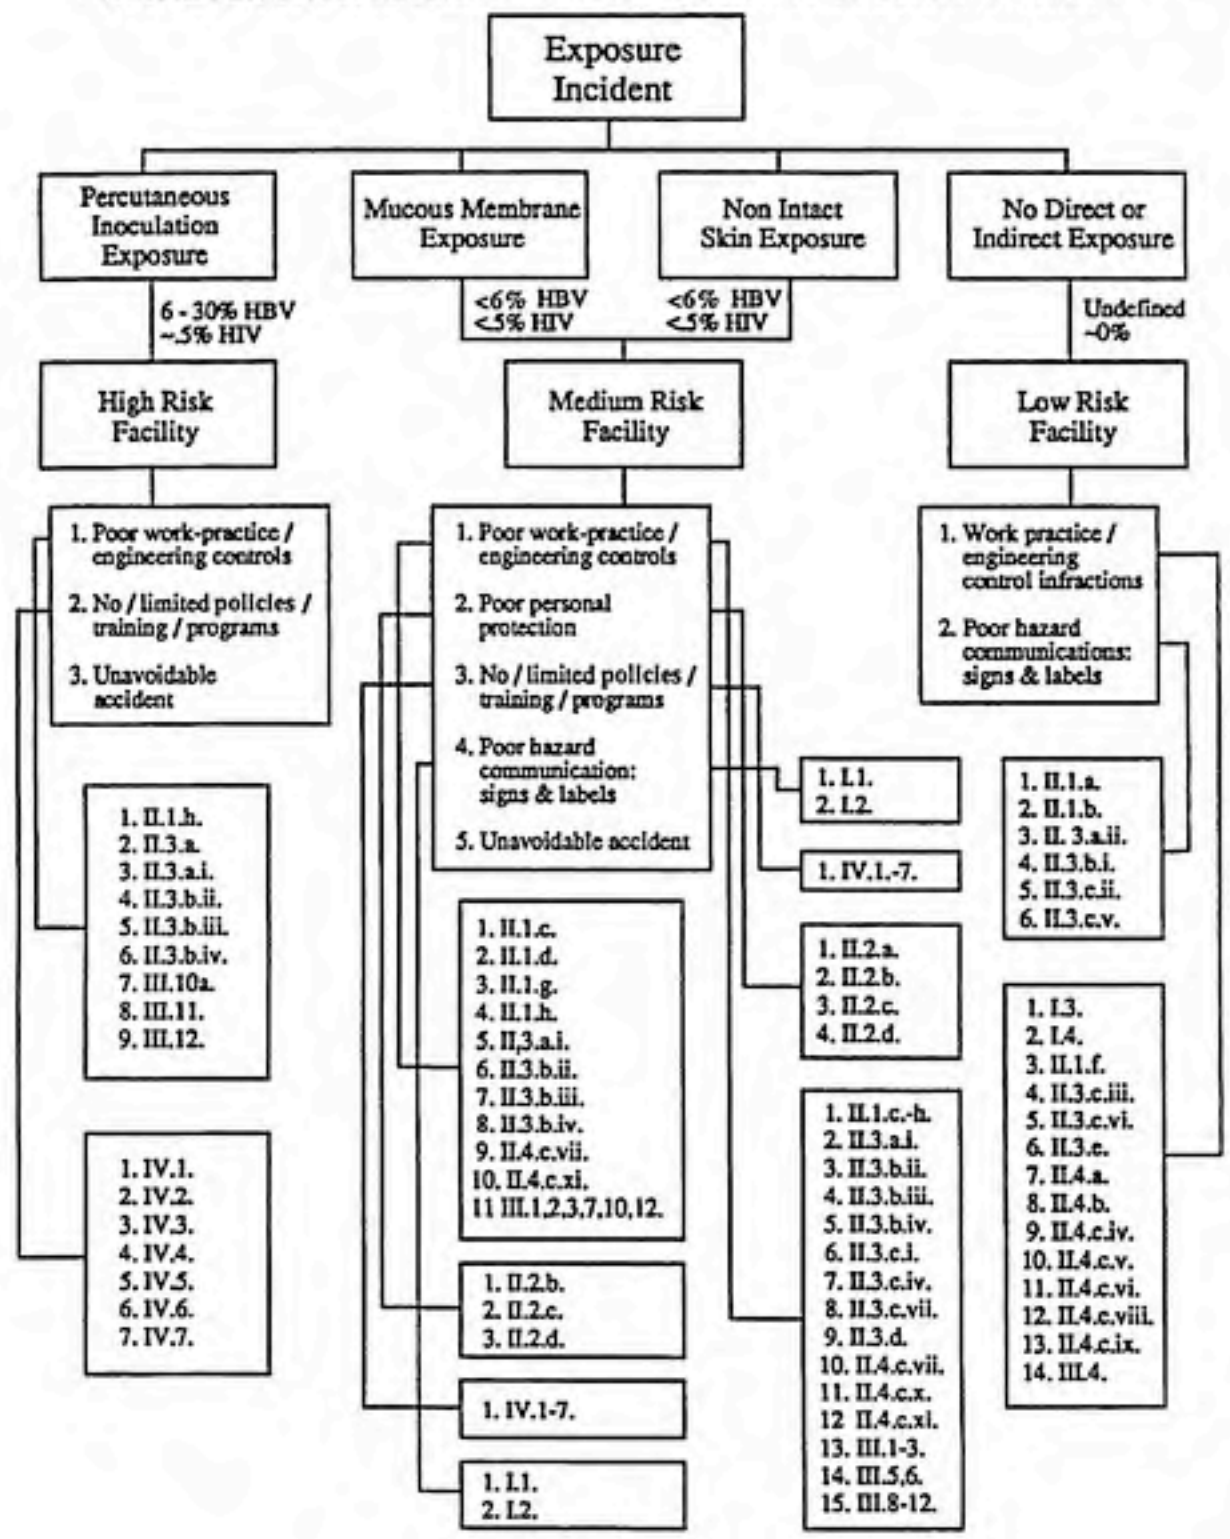 Exposure
Incident
Percutaneous
Inoculation
Exposure
Mucous Membrane
Exposure
Non Intact
Skin Exposure
No Direct or
Indirect Exposure
6 - 30% HBV
~.5% HIV
<6% HBV
<.5% HIV
<6% HBV
<.5% HIV
Undefined
~0%
High Risk
Facility
Medium Risk
Facility
Low Risk
Facility
1. Poor work-practice /
engineering controls
2. No / limited policies /
training / programs
3. Unavoidable
accident
1. Poor work-practice /
engineering controls
2. Poor personal
protection
3. No / limited policies /
training / programs
4. Poor hazard
communication:
signs & labels
5. Unavoidable accident
1. Work practice /
engineering
control infractions
2. Poor hazard
communications:
signs & labels
1. II.1.h.
2. II.3.a.
3. II.3.a.i.
4. II.3.b.ii.
5. II.3.b.iii.
6. II.3.b.iv.
7. III.10a.
8. III.11.
9. III.12.
1. IV.1.
2. IV.2.
3. IV.3.
4. IV.4.
5. IV.5.
6. IV.6.
7. IV.7.
1. II.1.c.
2. II.1.d.
3. II.1.g.
4. II.1.h.
5. II,3.a.i.
6. II.3.b.ii.
7. II.3.b.iii.
8. II.3.b.iv.
9. II.4.c.vii.
10. II.4.c.xi.
11 III.1,2,3,7,10,12.
1. II.2.b.
2. II.2.c.
3. II.2.d.
1. IV.1-7.
1. I.1.
2. I.2.
1. I.1.
2. I.2.
1. IV.1.-7.
1. II.2.a.
2. II.2.b.
3. II.2.c.
4. II.2.d.
1. II.1.c.-h.
2. II.3.a.i.
3. II.3.b.ii.
4. II.3.b.iii.
5. II.3.b.iv.
6. II.3.c.i.
7. II.3.c.iv.
8. II.3.c.vii.
9. II.3.d.
10. II.4.c.vii.
11. II.4.c.x.
12 II.4.c.xi.
13. III.1-3.
14. III.5,6.
15. III.8-12.
1. II.1.a.
2. II.1.b.
3. II. 3.a.ii.
4. II.3.b.i.
5. II.3.c.ii.
6. II.3.c.v.
1. I.3.
2. I.4.
3. II.1.f.
4. II.3.c.iii.
5. II.3.c.vi.
6. II.3.e.
7. II.4.a.
8. II.4.b.
9. II.4.c.iv.
10. II.4.c.v.
11. II.4.c.vi.
12. II.4.c.viii.
13. II.4.c.ix.
14. III.4.